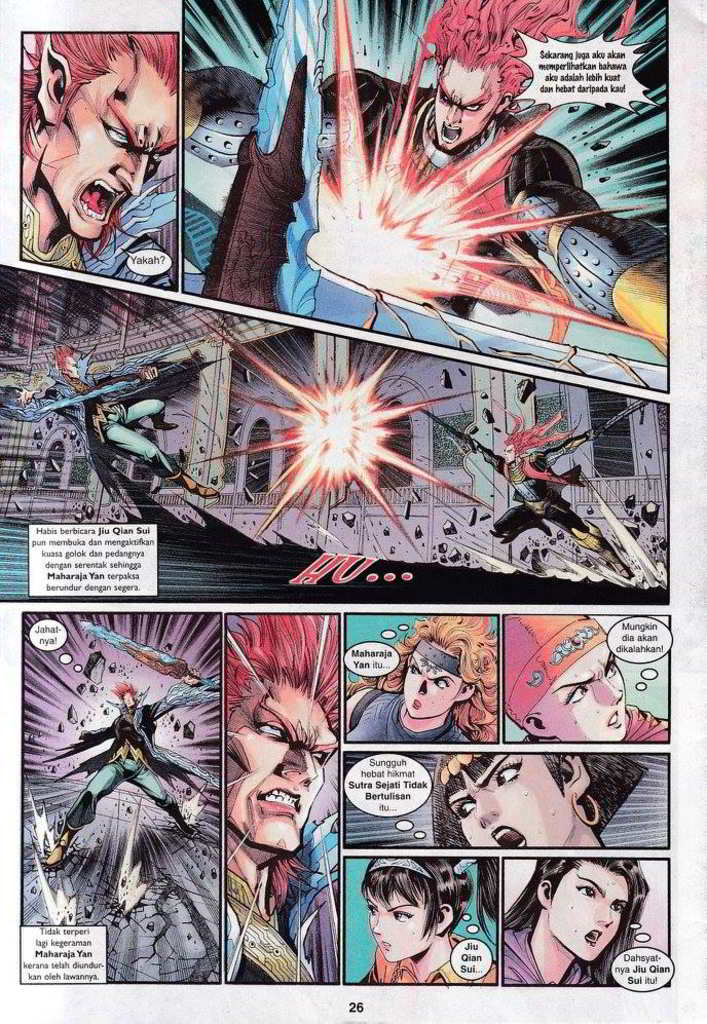 Yakah?
Sekarang juga aku akan
memperlihatkan bahawa
aku adalah lebih kuat
dan hebat daripada kau!
Habis berbicara Jiu Qian Sui
pun membuka dan mengaktifkan
kuasa golok dan pedangnya
dengan serentak sehingga
Maharaja Yan terpaksa
berundur dengan segera.
HU...
Jahat-
nya!
Tidak terperi
lagi kegeraman
Maharaja Yan
kerana telah diundur-
kan oleh lawannya.
Maharaja
Yan itu...
Mungkin
dia akan
dikalahkan!
Sungguh
hebat hikmat
Sutra Sejati Tidak
Bertulisan
itu...
Jiu
Qian
Sui...
Dahsyat-
nya Jiu Qian
Sui itu!
26